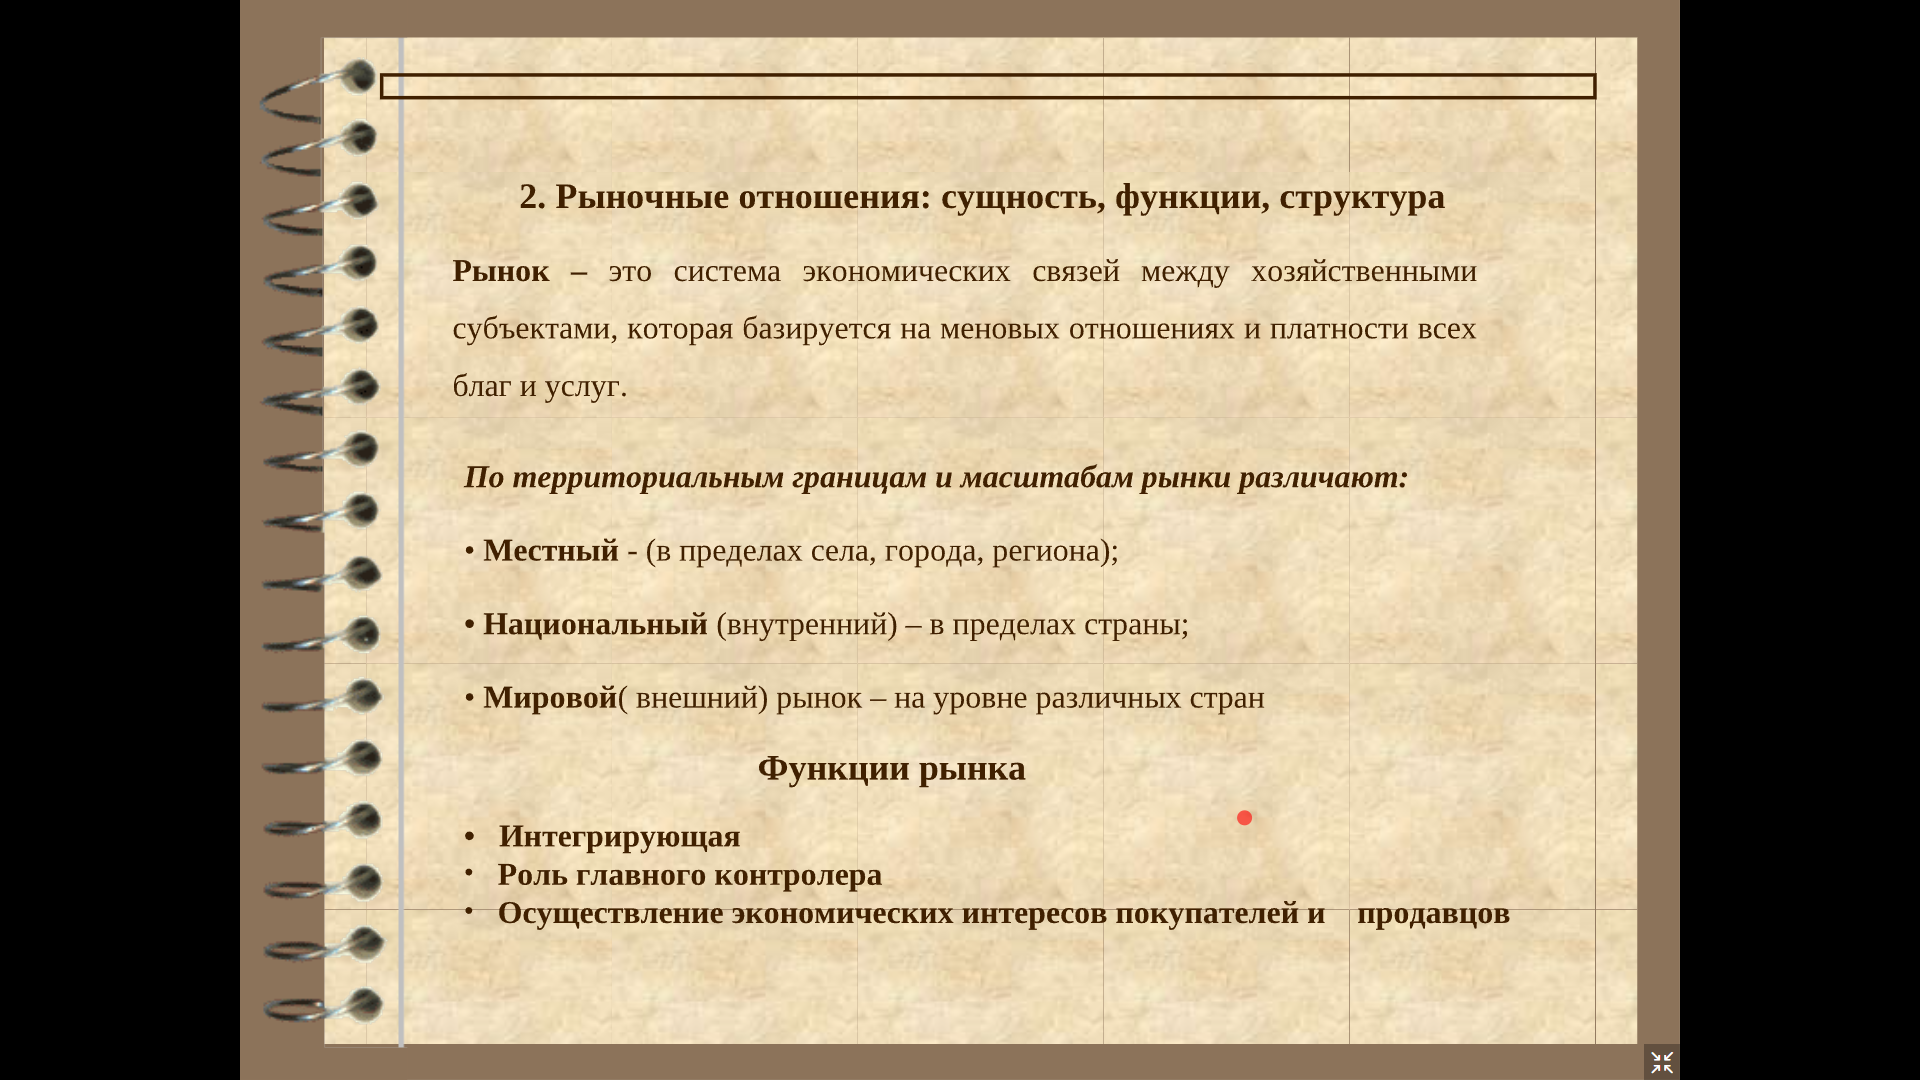 2. Рыночные отношения: сущность, функции, структура
Рынок – это система экономических связей между хозяйственными
субъектами, которая базируется на меновых отношениях и платности всех
благ и услуг.
По территориальным границам и масштабам рынки различают:
• Местный - (в пределах села, города, региона);
• Национальный (внутренний) – в пределах страны;
• Мировой( внешний) рынок – на уровне различных стран
Функции рынка
• Интегрирующая
• Роль главного контролера
• Осуществление экономических интересов покупателей и продавцов